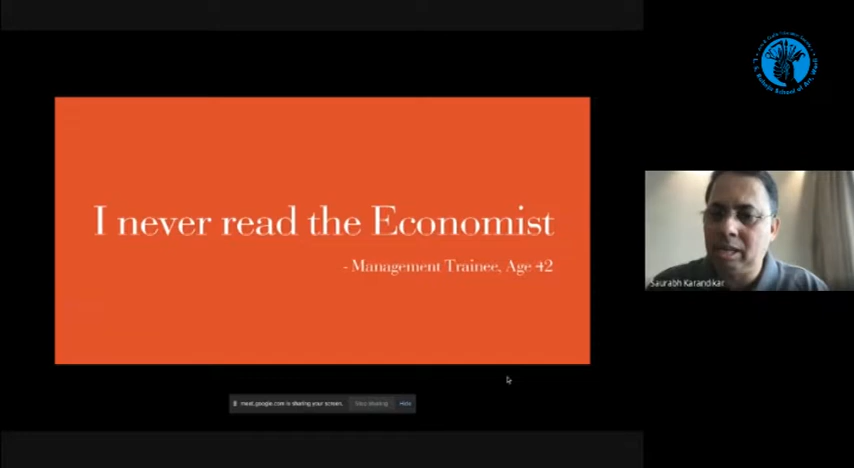 I never read the Economist
- Management Trainee, Age 42
Saurabh Karandikar
meet.google.com is sharing your screen.
Stop sharing
Hide